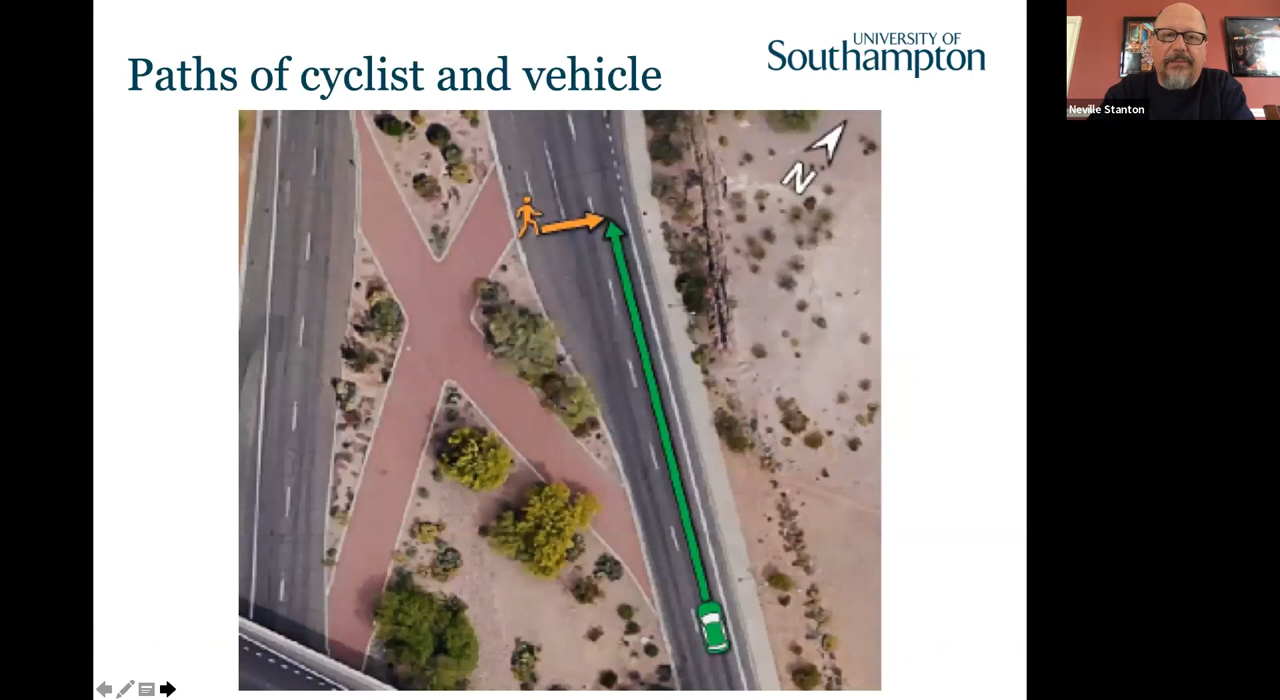 Paths of cyclist and vehicle
UNIVERSITY OF
Southampton
N
Neville Stanton